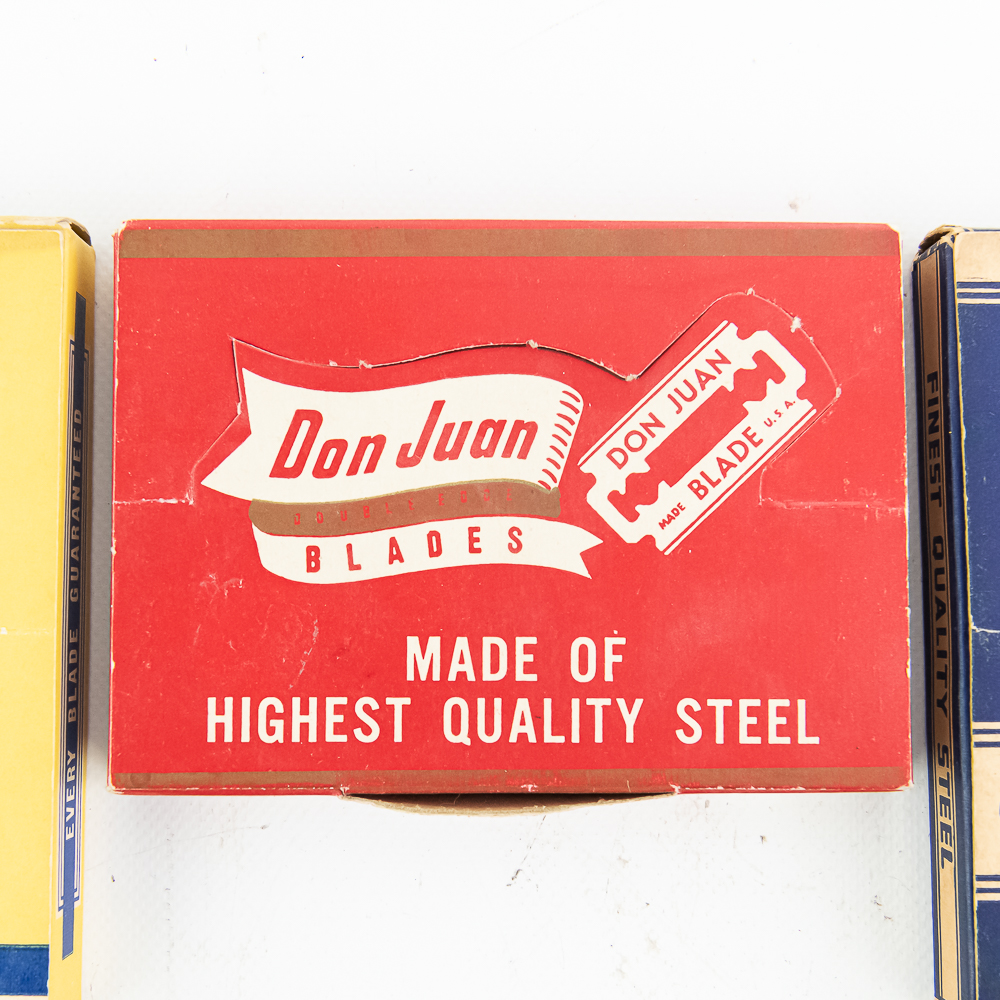 Don Juan
DOUBLE EDGE
BLADES
DON JUAN
BLADE
MADE
U.S.A.
MADE OF
HIGHEST QUALITY STEEL
EVERY BLADE GUARANTEED
FINEST QUALITY STEEL